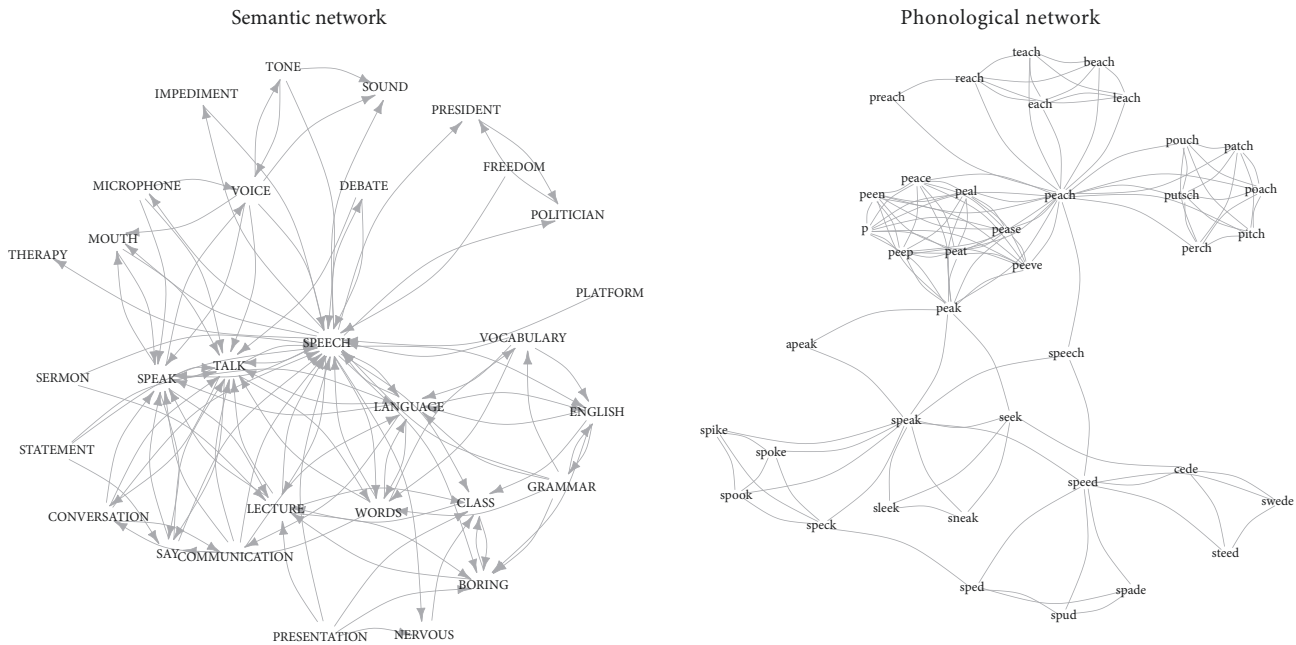 Semantic network
TONE
SOUND
IMPEDIMENT
PRESIDENT
FREEDOM
MICROPHONE
VOICE
DEBATE
POLITICIAN
MOUTH
THERAPY
PLATFORM
VOCABULARY
SPEECH
TALK
SERMON
SPEAK
LANGUAGE
ENGLISH
STATEMENT
GRAMMAR
CLASS
LECTURE
WORDS
CONVERSATION
SAY
COMMUNICATION
BORING
PRESENTATION
NERVOUS
Phonological network
teach
beach
reach
preach
each
leach
pouch
patch
peace
peen
peal
peach
putsch
poach
p
pease
pitch
perch
peep
peat
peeve
peak
apeak
speech
speak
seek
spike
spoke
cede
speed
spook
swede
sleek
sneak
speck
steed
sped
spade
spud